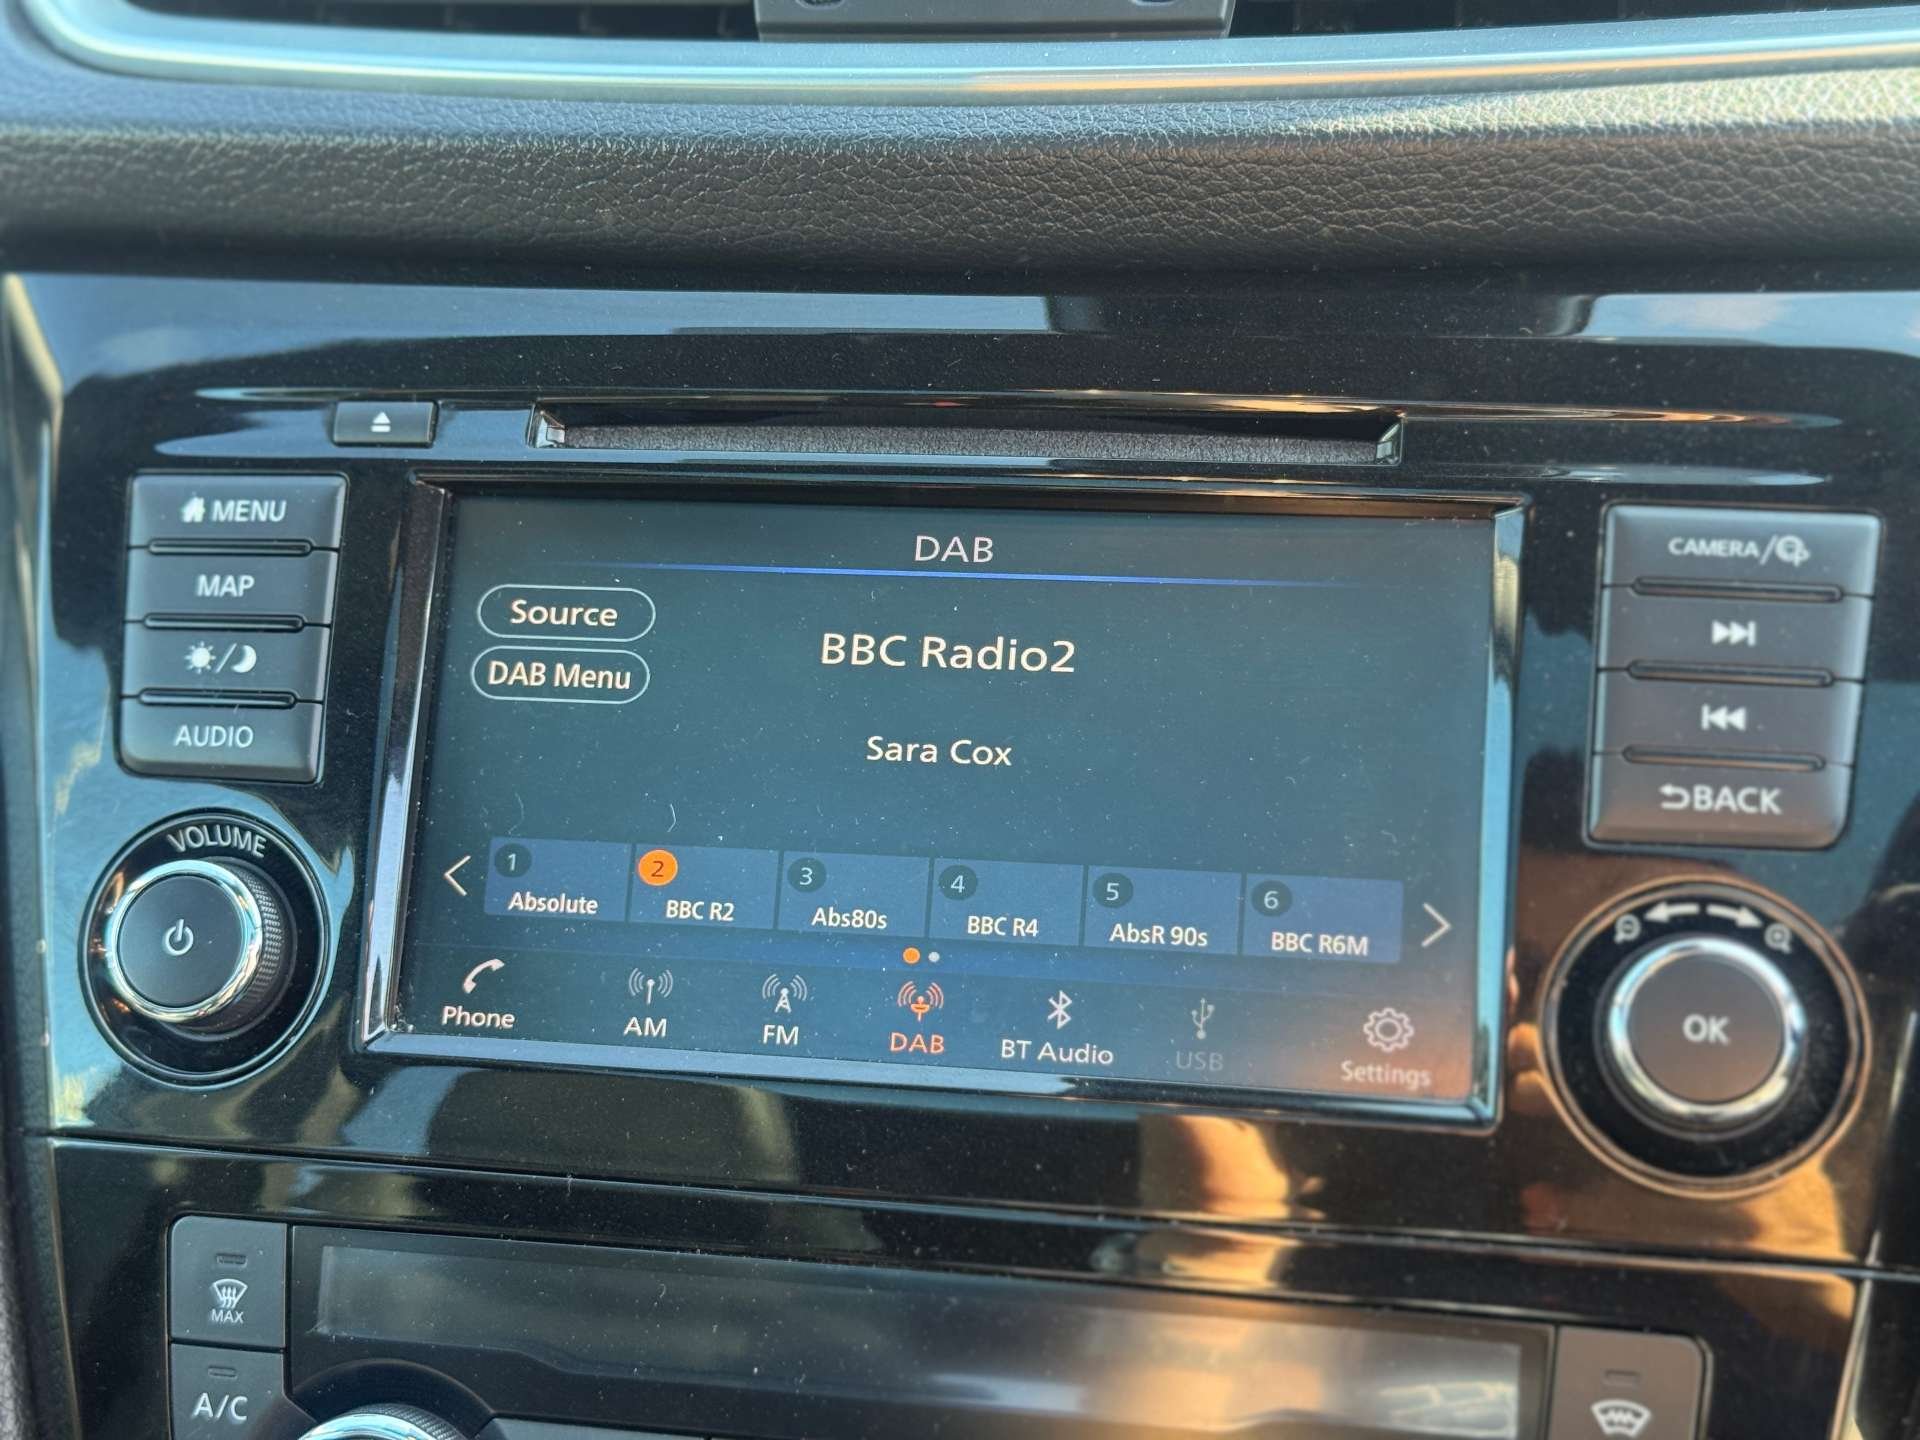 MENU
MAP
AUDIO
VOLUME
DAB
Source
DAB Menu
BBC Radio2
Sara Cox
1
Absolute
2
BBC R2
3
Abs80s
4
BBC R4
5
AbsR 90s
6
BBC R6M
Phone
AM
FM
DAB
BT Audio
USB
Settings
CAMERA/
BACK
OK
MAX
A/C